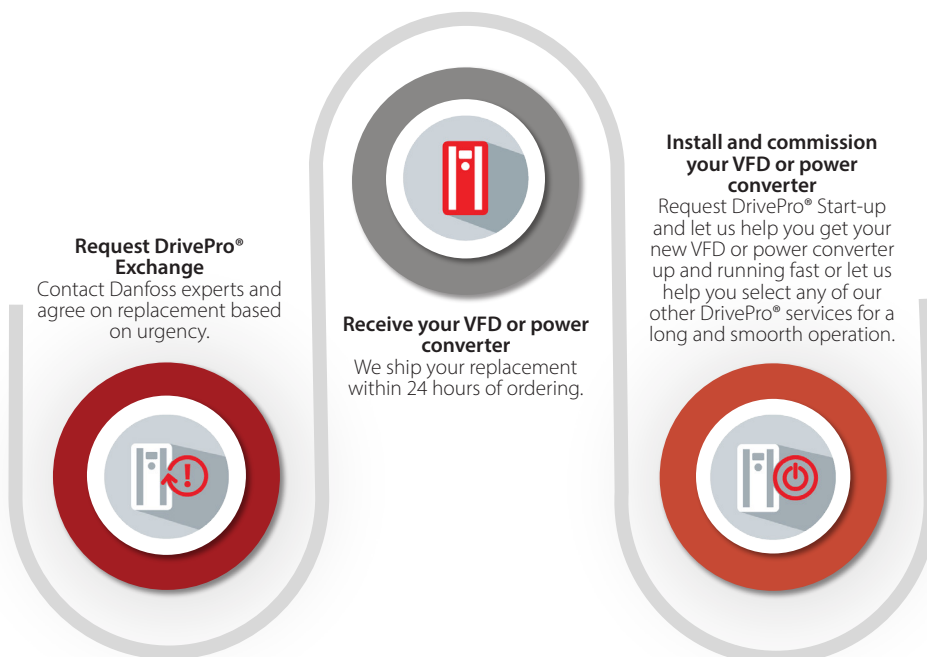 Request DrivePro®
Exchange
Contact Danfoss experts and
agree on replacement based
on urgency.
Receive your VFD or power
converter
We ship your replacement
within 24 hours of ordering.
Install and commission
your VFD or power
converter
Request DrivePro® Start-up
and let us help you get your
new VFD or power converter
up and running fast or let us
help you select any of our
other DrivePro® services for a
long and smoorth operation.